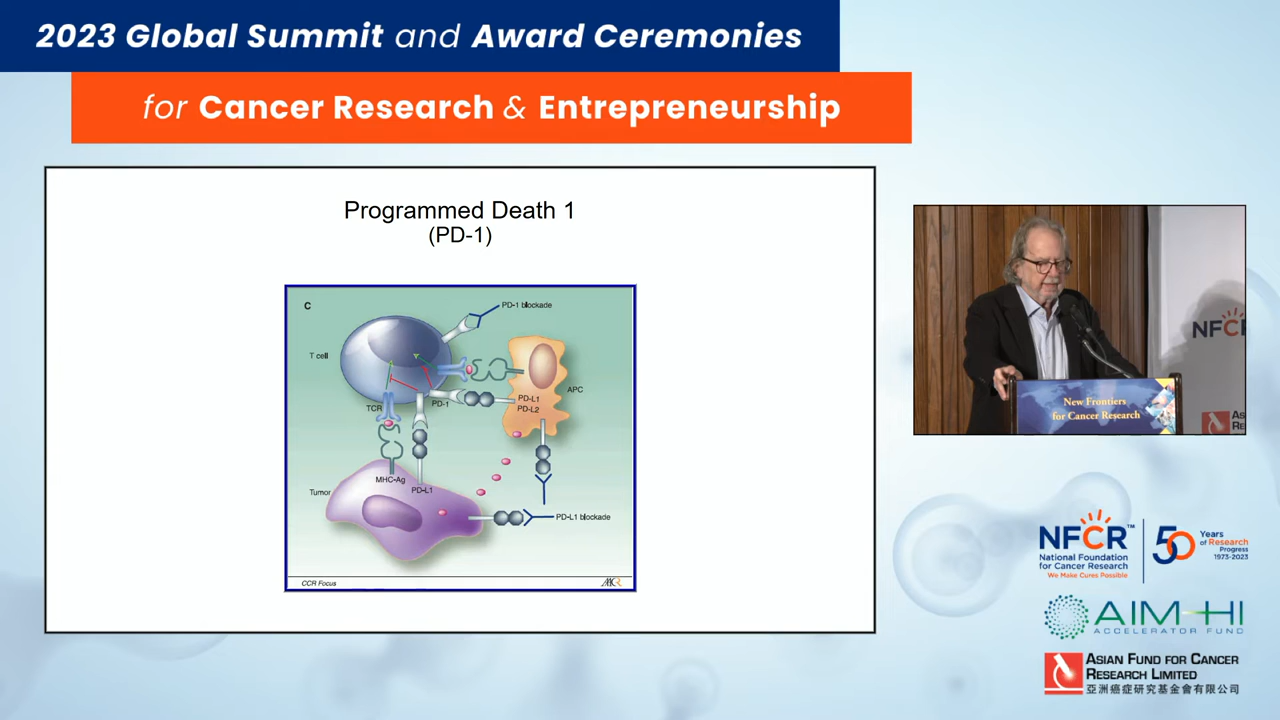 2023 Global Summit and Award Ceremonies
for Cancer Research & Entrepreneurship
Programmed Death 1
(PD-1)
C
PD-1 blockade
T cell
APC
PD-L1
PD-L2
TCR
PD-1
MHC-Ag
PD-L1
Tumor
PD-L1 blockade
CCR Focus
AACR
NFCR
New Frontiers
for Cancer Research
NFCR™
National Foundation
for Cancer Research
We Make Cures Possible
50
Years
of Research
Progress
1973-2023
AIM-HI
ACCELERATOR FUND
ASIAN FUND FOR CANCER
RESEARCH LIMITED
亞洲癌症研究基金會有限公司